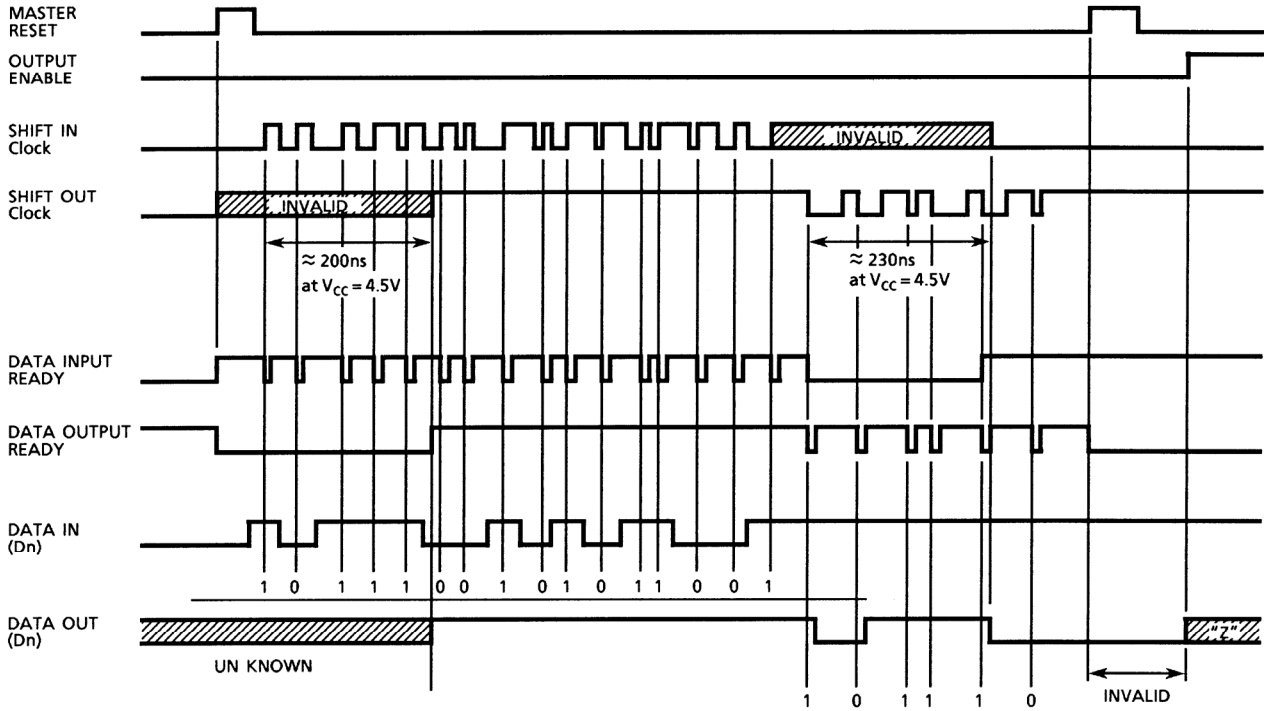 MASTER
RESET
OUTPUT
ENABLE
SHIFT IN
Clock
INVALID
SHIFT OUT
Clock
INVALID
≈ 200ns
at VCC = 4.5V
≈ 230ns
at VCC = 4.5V
DATA INPUT
READY
DATA OUTPUT
READY
DATA IN
(Dn)
1 0 1 1 1 0 0 1 0 1 0 1 1 0 0 1
DATA OUT
(Dn)
"Z"
UN KNOWN
1 0 1 1 1 0
INVALID